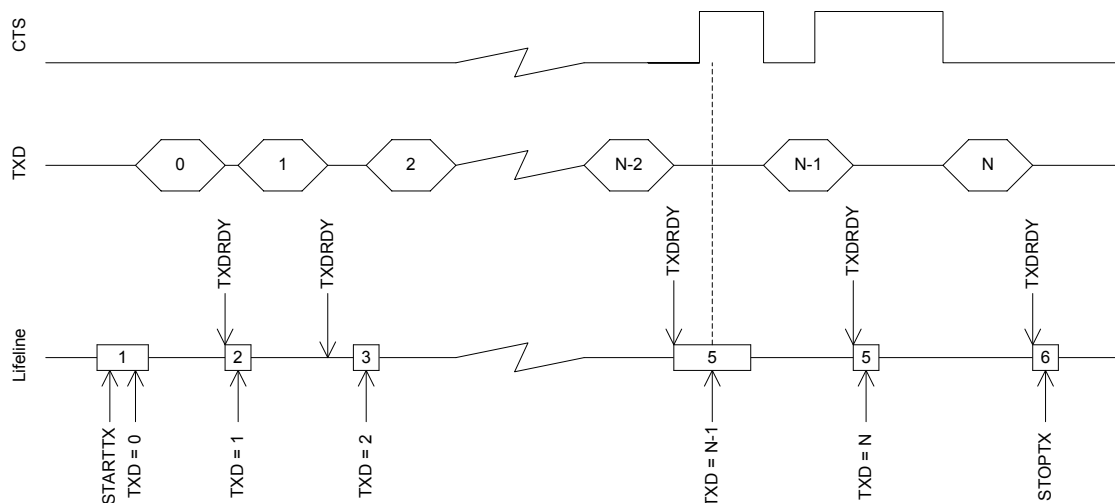 CTS
TXD
0
1
2
N-2
N-1
N
TXDRDY
TXDRDY
TXDRDY
TXDRDY
TXDRDY
Lifeline
1
2
3
5
5
6
STARTTX
TXD = 0
TXD = 1
TXD = 2
TXD = N-1
TXD = N
STOPTX